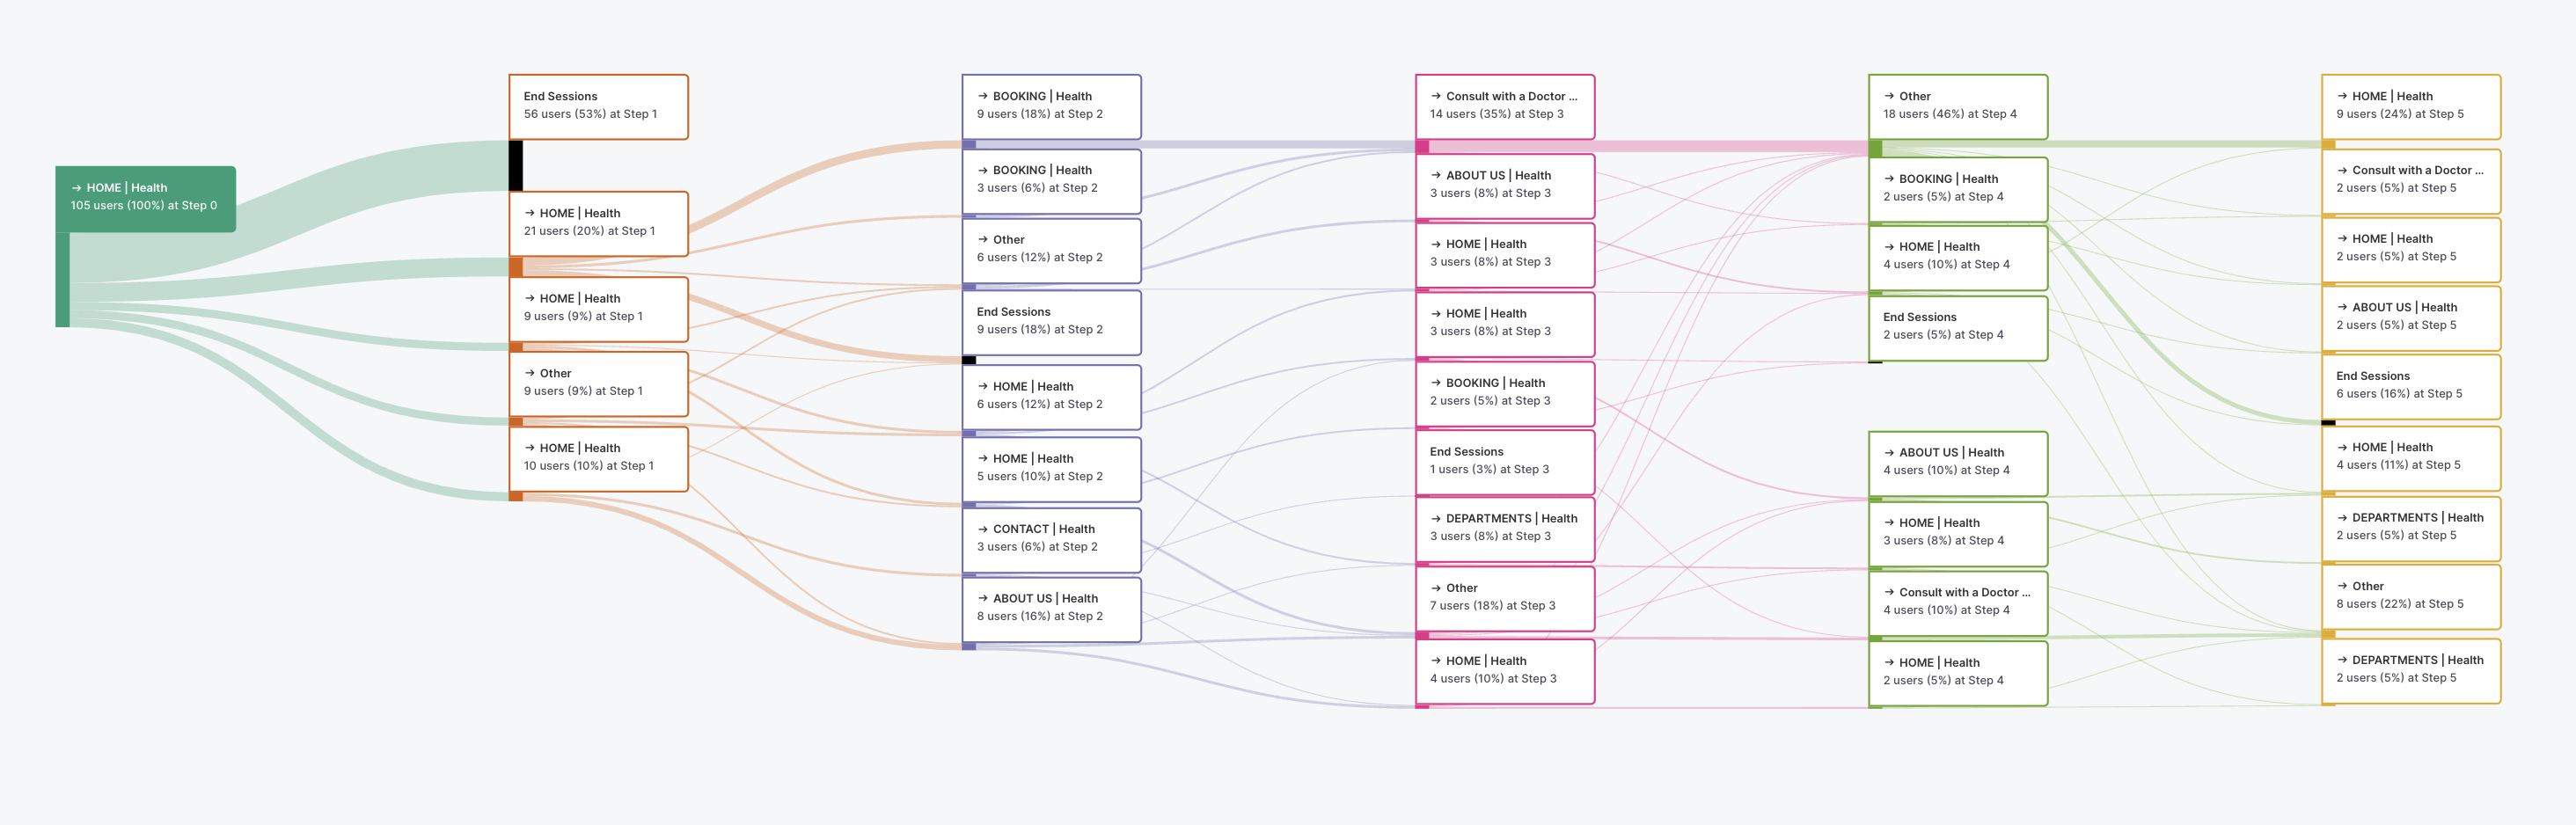 → HOME | Health
105 users (100%) at Step 0
End Sessions
56 users (53%) at Step 1
→ HOME | Health
21 users (20%) at Step 1
→ HOME | Health
9 users (9%) at Step 1
→ Other
9 users (9%) at Step 1
→ HOME | Health
10 users (10%) at Step 1
→ BOOKING | Health
9 users (18%) at Step 2
→ BOOKING | Health
3 users (6%) at Step 2
→ Other
6 users (12%) at Step 2
End Sessions
9 users (18%) at Step 2
→ HOME | Health
6 users (12%) at Step 2
→ HOME | Health
5 users (10%) at Step 2
→ CONTACT | Health
3 users (6%) at Step 2
→ ABOUT US | Health
8 users (16%) at Step 2
→ Consult with a Doctor ...
14 users (35%) at Step 3
→ ABOUT US | Health
3 users (8%) at Step 3
→ HOME | Health
3 users (8%) at Step 3
→ HOME | Health
3 users (8%) at Step 3
→ BOOKING | Health
2 users (5%) at Step 3
End Sessions
1 users (3%) at Step 3
→ DEPARTMENTS | Health
3 users (8%) at Step 3
→ Other
7 users (18%) at Step 3
→ HOME | Health
4 users (10%) at Step 3
→ Other
18 users (46%) at Step 4
→ BOOKING | Health
2 users (5%) at Step 4
→ HOME | Health
4 users (10%) at Step 4
End Sessions
2 users (5%) at Step 4
→ ABOUT US | Health
4 users (10%) at Step 4
→ HOME | Health
3 users (8%) at Step 4
→ Consult with a Doctor ...
4 users (10%) at Step 4
→ HOME | Health
2 users (5%) at Step 4
→ HOME | Health
9 users (24%) at Step 5
→ Consult with a Doctor ...
2 users (5%) at Step 5
→ HOME | Health
2 users (5%) at Step 5
→ ABOUT US | Health
2 users (5%) at Step 5
End Sessions
6 users (16%) at Step 5
→ HOME | Health
4 users (11%) at Step 5
→ DEPARTMENTS | Health
2 users (5%) at Step 5
→ Other
8 users (22%) at Step 5
→ DEPARTMENTS | Health
2 users (5%) at Step 5